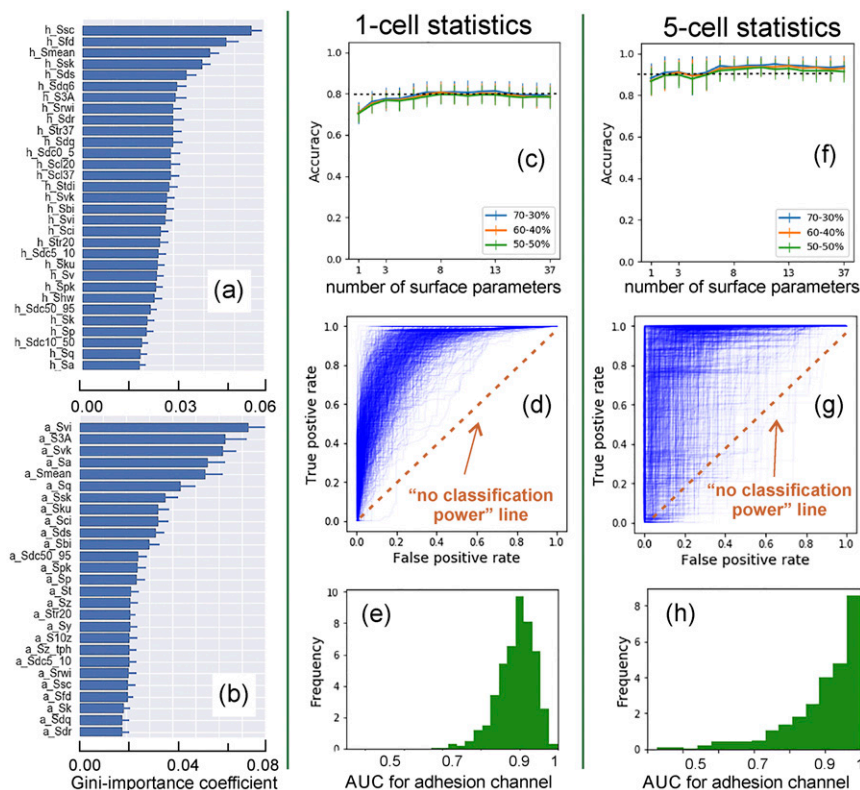 h_Ssc
h_Sfd
h_Smean
h_Ssk
h_Sds
h_Sdq6
h_S3A
h_Srwi
h_Sdr
h_Str37
h_Sdq
h_Sdc0_5
h_Scl20
h_Scl37
h_Stdi
h_Svk
h_Sbi
h_Svi
h_Sci
h_Str20
h_Sdc5_10
h_Sku
h_Sv
h_Spk
h_Shw
h_Sdc50_95
h_Sk
h_Sp
h_Sdc10_50
h_Sq
h_Sa
(a)
0.00 0.03 0.06
a_Svi
a_S3A
a_Svk
a_Sa
a_Smean
a_Sq
a_Ssk
a_Sku
a_Sci
a_Sds
a_Sbi
a_Sdc50_95
a_Spk
a_Sp
a_St
a_Sz
a_Str20
a_Sy
a_S10z
a_Sz_tph
a_Sdc5_10
a_Srwi
a_Ssc
a_Sfd
a_Sk
a_Sdq
a_Sdr
(b)
0.00 0.04 0.08
Gini-importance coefficient
1-cell statistics
1.0
0.8
0.6
0.4
0.2
0.0
Accuracy
(c)
70-30%
60-40%
50-50%
1 3 8 13 37
number of surface parameters
1.0
0.8
0.6
0.4
0.2
0.0
True positive rate
(d)
“no classification
power” line
0.0 0.2 0.4 0.6 0.8 1.0
False positive rate
10
8
6
4
2
0
Frequency
(e)
0.5 0.7 0.9 1
AUC for adhesion channel
5-cell statistics
1.0
0.8
0.6
0.4
0.2
0.0
Accuracy
(f)
70-30%
60-40%
50-50%
1 3 8 13 37
number of surface parameters
1.0
0.8
0.6
0.4
0.2
0.0
True positive rate
(g)
“no classification
power” line
0.0 0.2 0.4 0.6 0.8 1.0
False positive rate
8
6
4
2
0
Frequency
(h)
0.5 0.7 0.9 1
AUC for adhesion channel